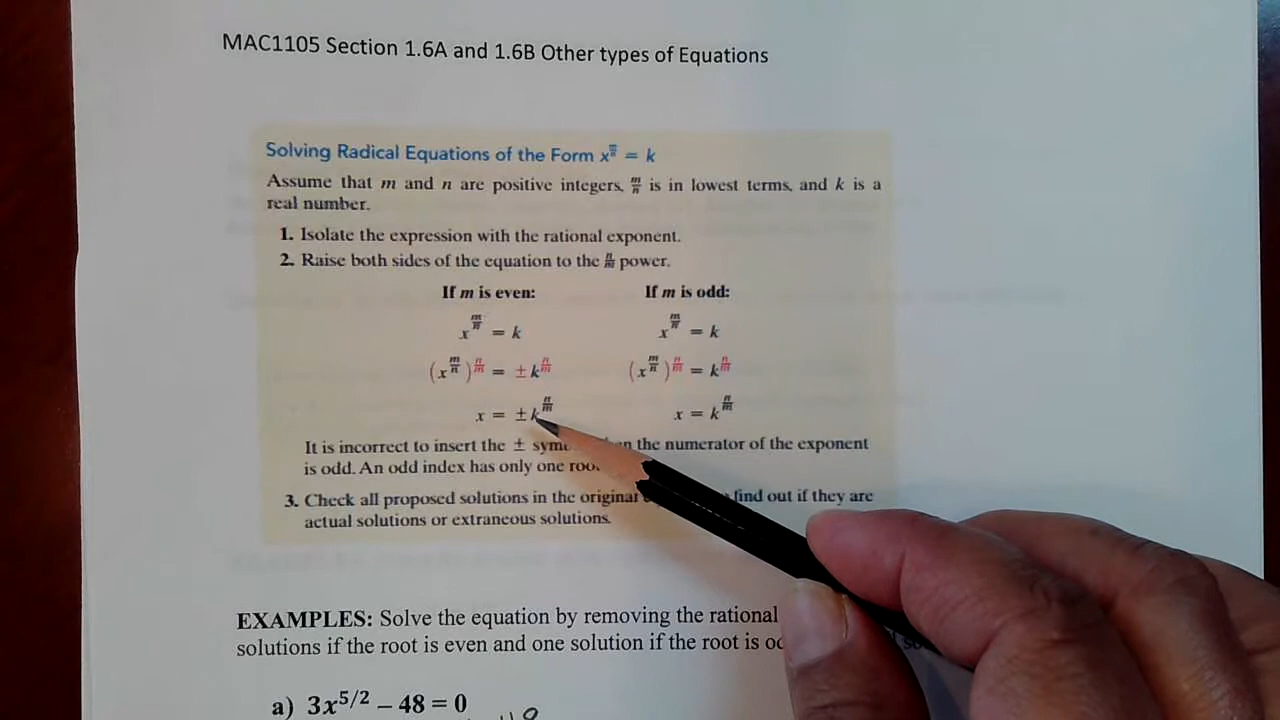 MAC1105 Section 1.6A and 1.6B Other types of Equations
Solving Radical Equations of the Form x^(m/n) = k
Assume that m and n are positive integers, m/n is in lowest terms, and k is a
real number.
1. Isolate the expression with the rational exponent.
2. Raise both sides of the equation to the n/m power.
If m is even: If m is odd:
x^(m/n) = k x^(m/n) = k
(x^(m/n))^(n/m) = ±k^(n/m) (x^(m/n))^(n/m) = k^(n/m)
x = ±k^(n/m) x = k^(n/m)
It is incorrect to insert the ± the numerator of the exponent
is odd. An odd index has only one
3. Check all proposed solutions in the original find out if they are
actual solutions or extraneous solutions.
EXAMPLES: Solve the equation by removing the rational
solutions if the root is even and one solution if the root is
a) 3x^(5/2) – 48 = 0